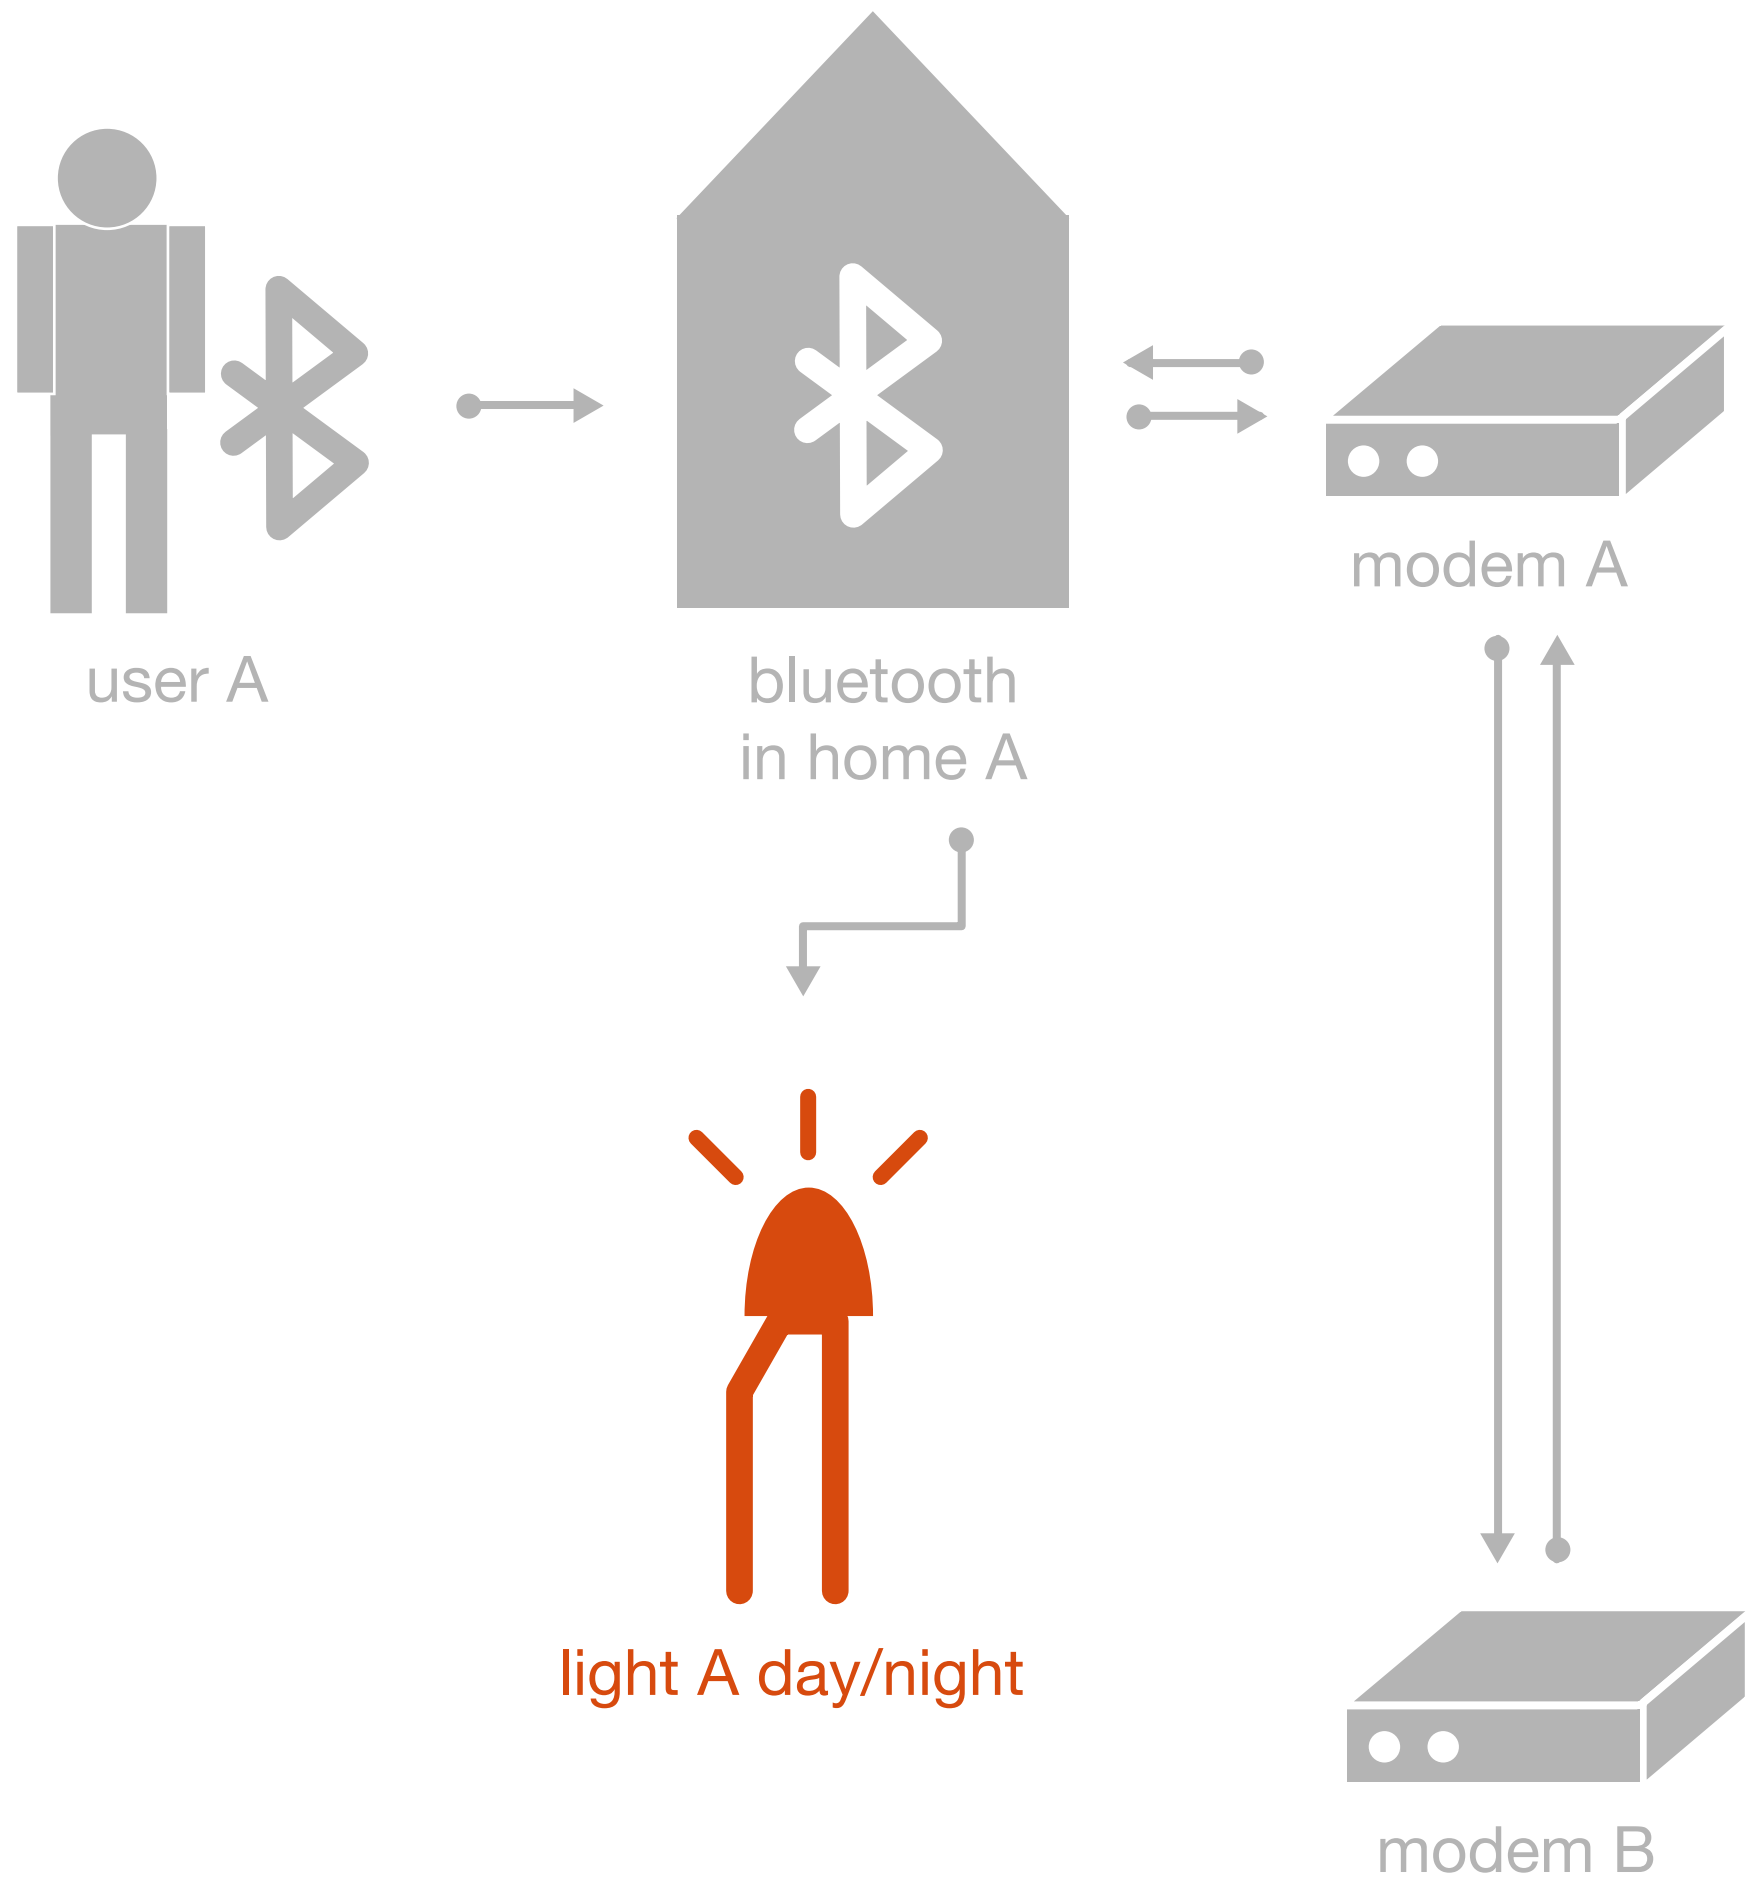 modem A
user A
bluetooth
in home A
light A day/night
modem B